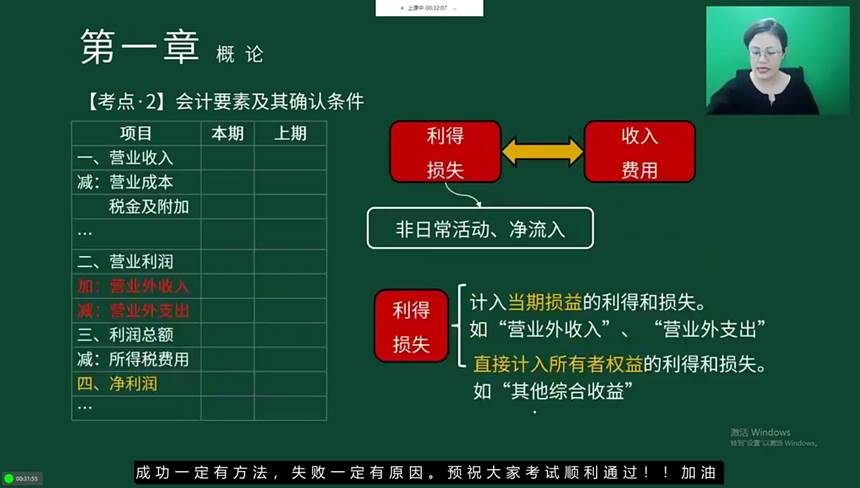 上课中 00:32:07
第一章 概论
【考点·2】会计要素及其确认条件
项目 本期 上期
一、营业收入
减：营业成本
税金及附加
…
二、营业利润
加：营业外收入
减：营业外支出
三、利润总额
减：所得税费用
四、净利润
…
利得
损失
收入
费用
非日常活动、净流入
利得
损失
计入当期损益的利得和损失。
如“营业外收入”、“营业外支出”
直接计入所有者权益的利得和损失。
如“其他综合收益”
激活 Windows
转到“设置”以激活 Windows。
00:31:55
成功一定有方法，失败一定有原因。预祝大家考试顺利通过！！加油